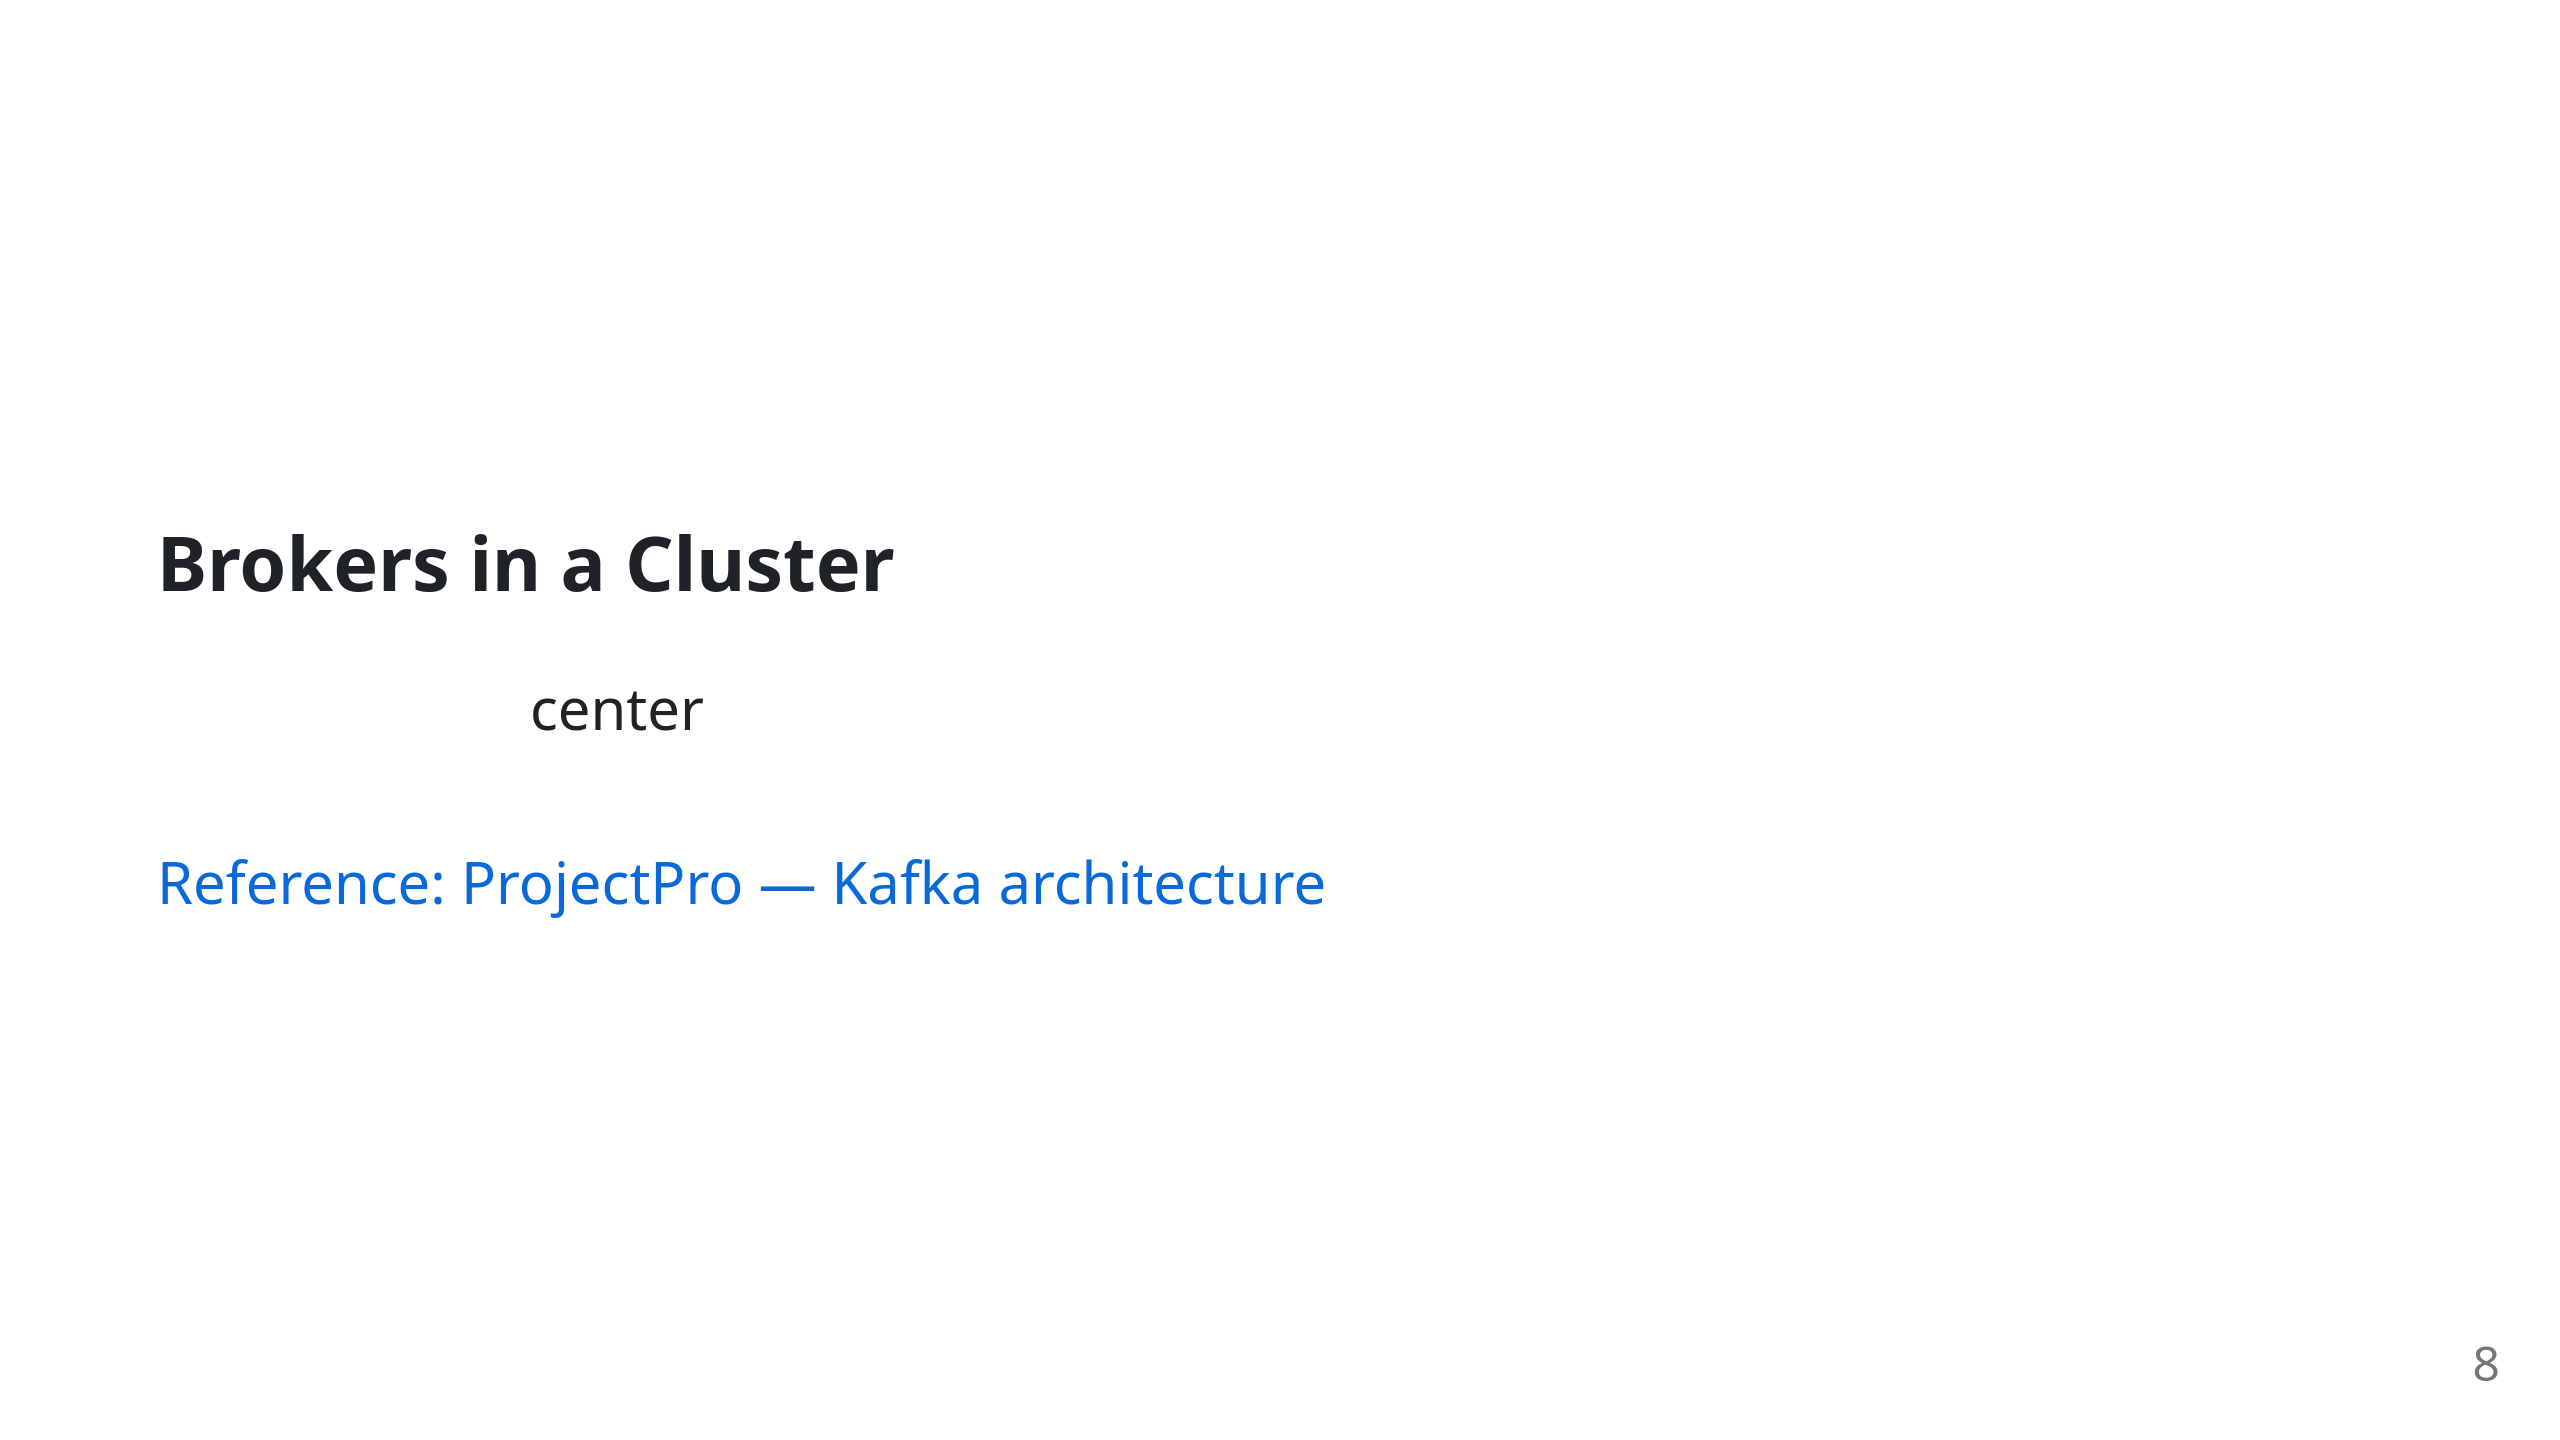 Brokers in a Cluster
center
Reference: ProjectPro — Kafka architecture
8